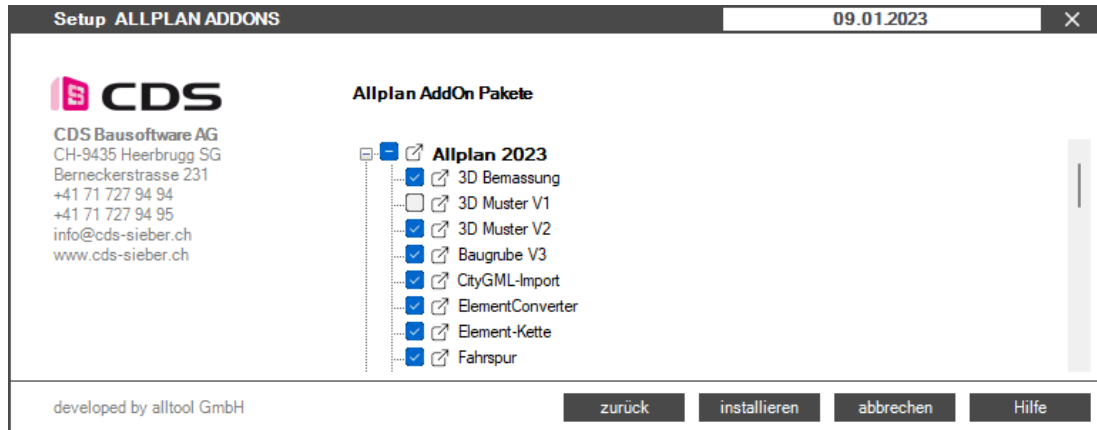 Setup ALLPLAN ADDONS
09.01.2023
CDS
CDS Bausoftware AG
CH-9435 Heerbrugg SG
Berneckerstrasse 231
+41 71 727 94 94
+41 71 727 94 95
info@cds-sieber.ch
www.cds-sieber.ch
Allplan AddOn Pakete
Allplan 2023
3D Bemassung
3D Muster V1
3D Muster V2
Baugrube V3
CityGML-Import
ElementConverter
Element-Kette
Fahrspur
developed by alltool GmbH
zurück
installieren
abbrechen
Hilfe